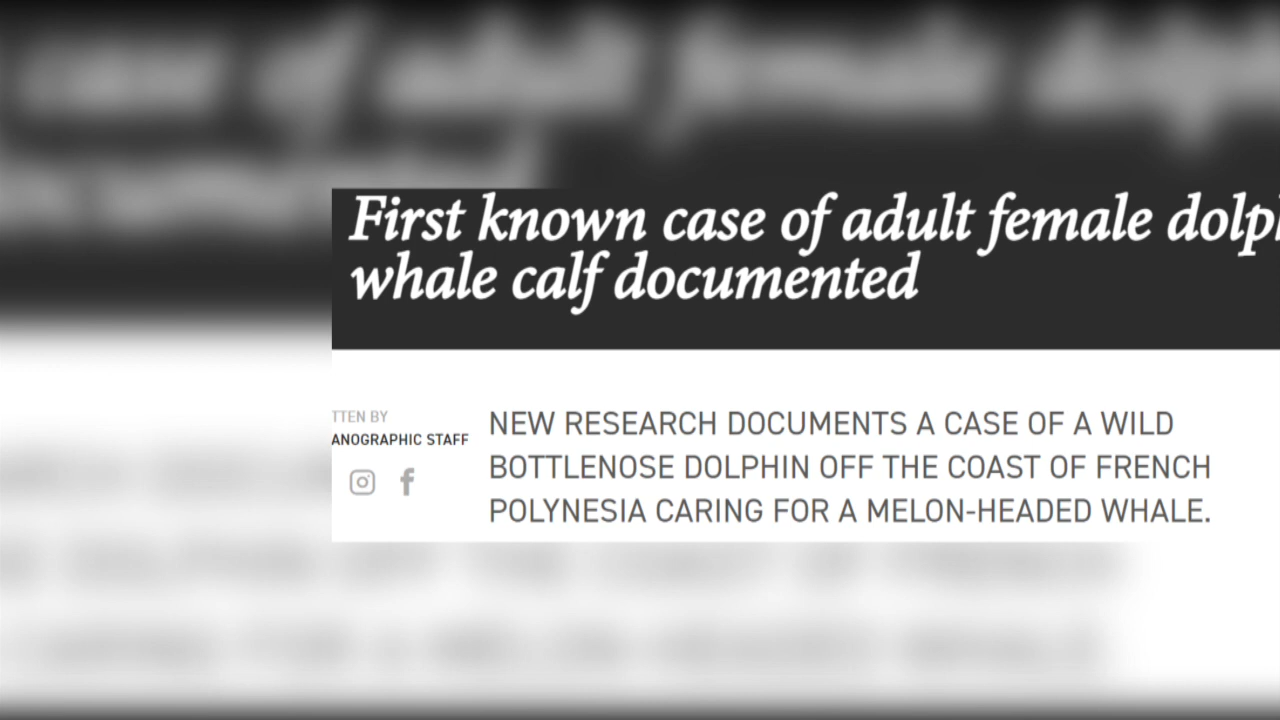 First known case of adult female dolp
whale calf documented
TTEN BY
ANOGRAPHIC STAFF
NEW RESEARCH DOCUMENTS A CASE OF A WILD
BOTTLENOSE DOLPHIN OFF THE COAST OF FRENCH
POLYNESIA CARING FOR A MELON-HEADED WHALE.